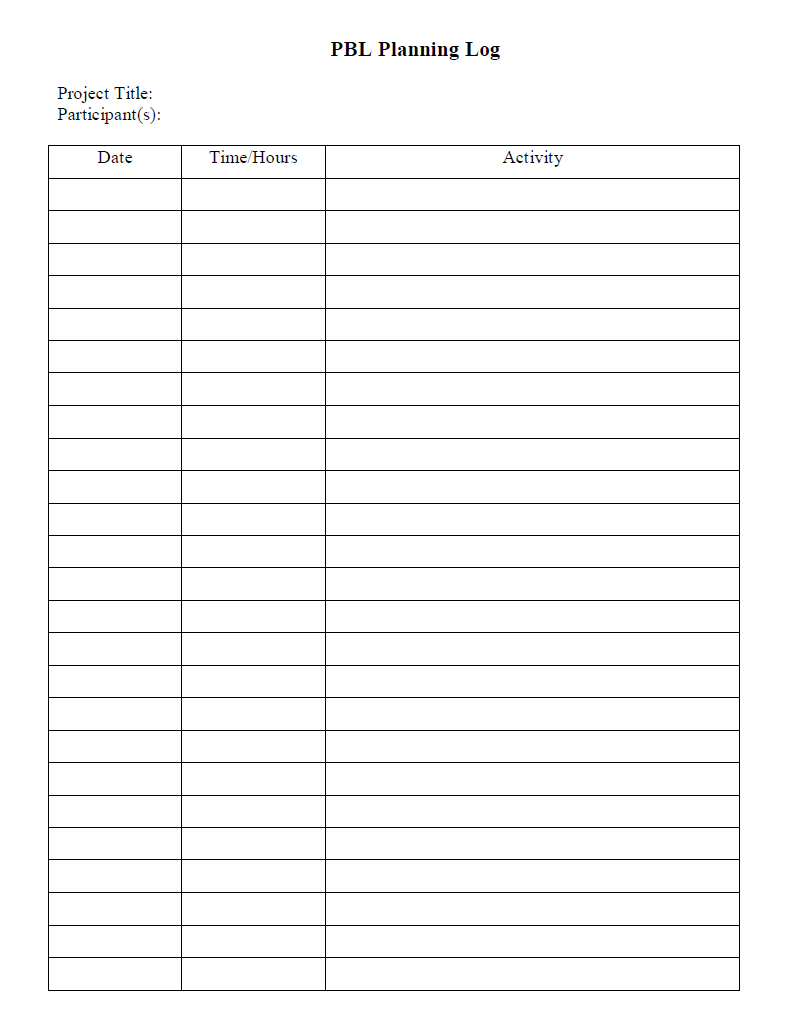 PBL Planning Log
Project Title:
Participant(s):
Date Time/Hours Activity